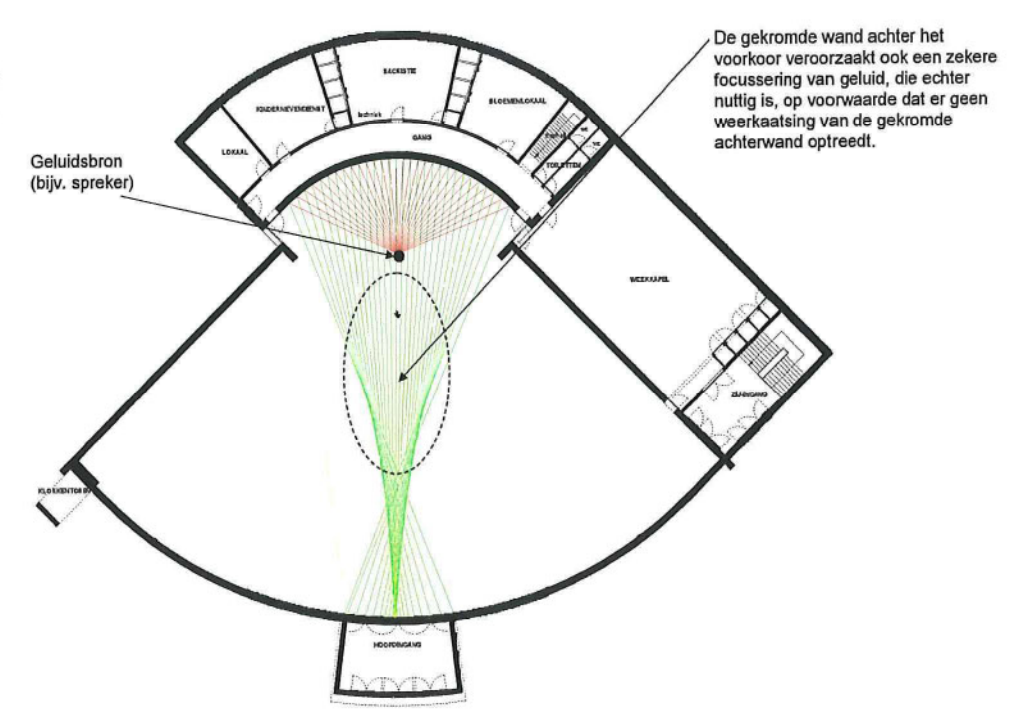 De gekromde wand achter het
voorkoor veroorzaakt ook een zekere
focussering van geluid, die echter
nuttig is, op voorwaarde dat er geen
weerkaatsing van de gekromde
achterwand optreedt.
Geluidsbron
(bijv. spreker)
SACRISTIE
KINDERNEVENDIENST
techniek
BLOEMENLOKAAL
GANG
LOKAAL
TOILETTEN
WEEKKAPEL
ZIJINGANG
HOOFDINGANG